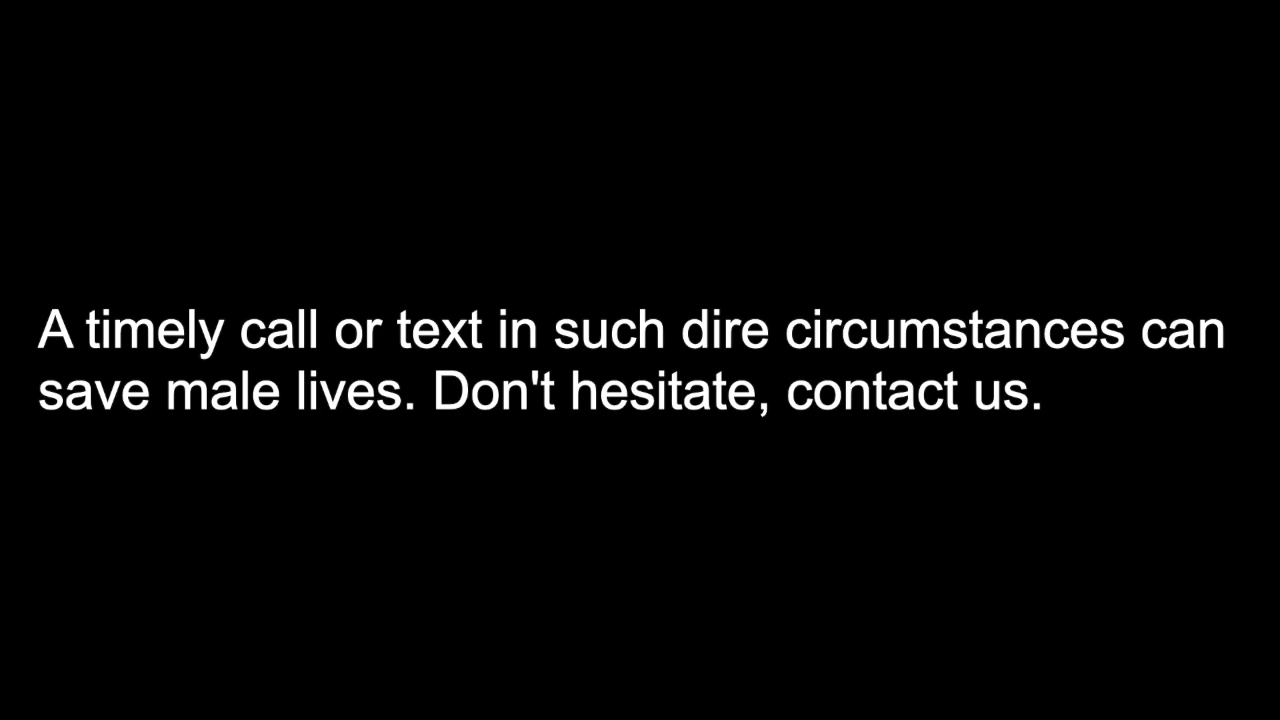 A timely call or text in such dire circumstances can
save male lives. Don't hesitate, contact us.